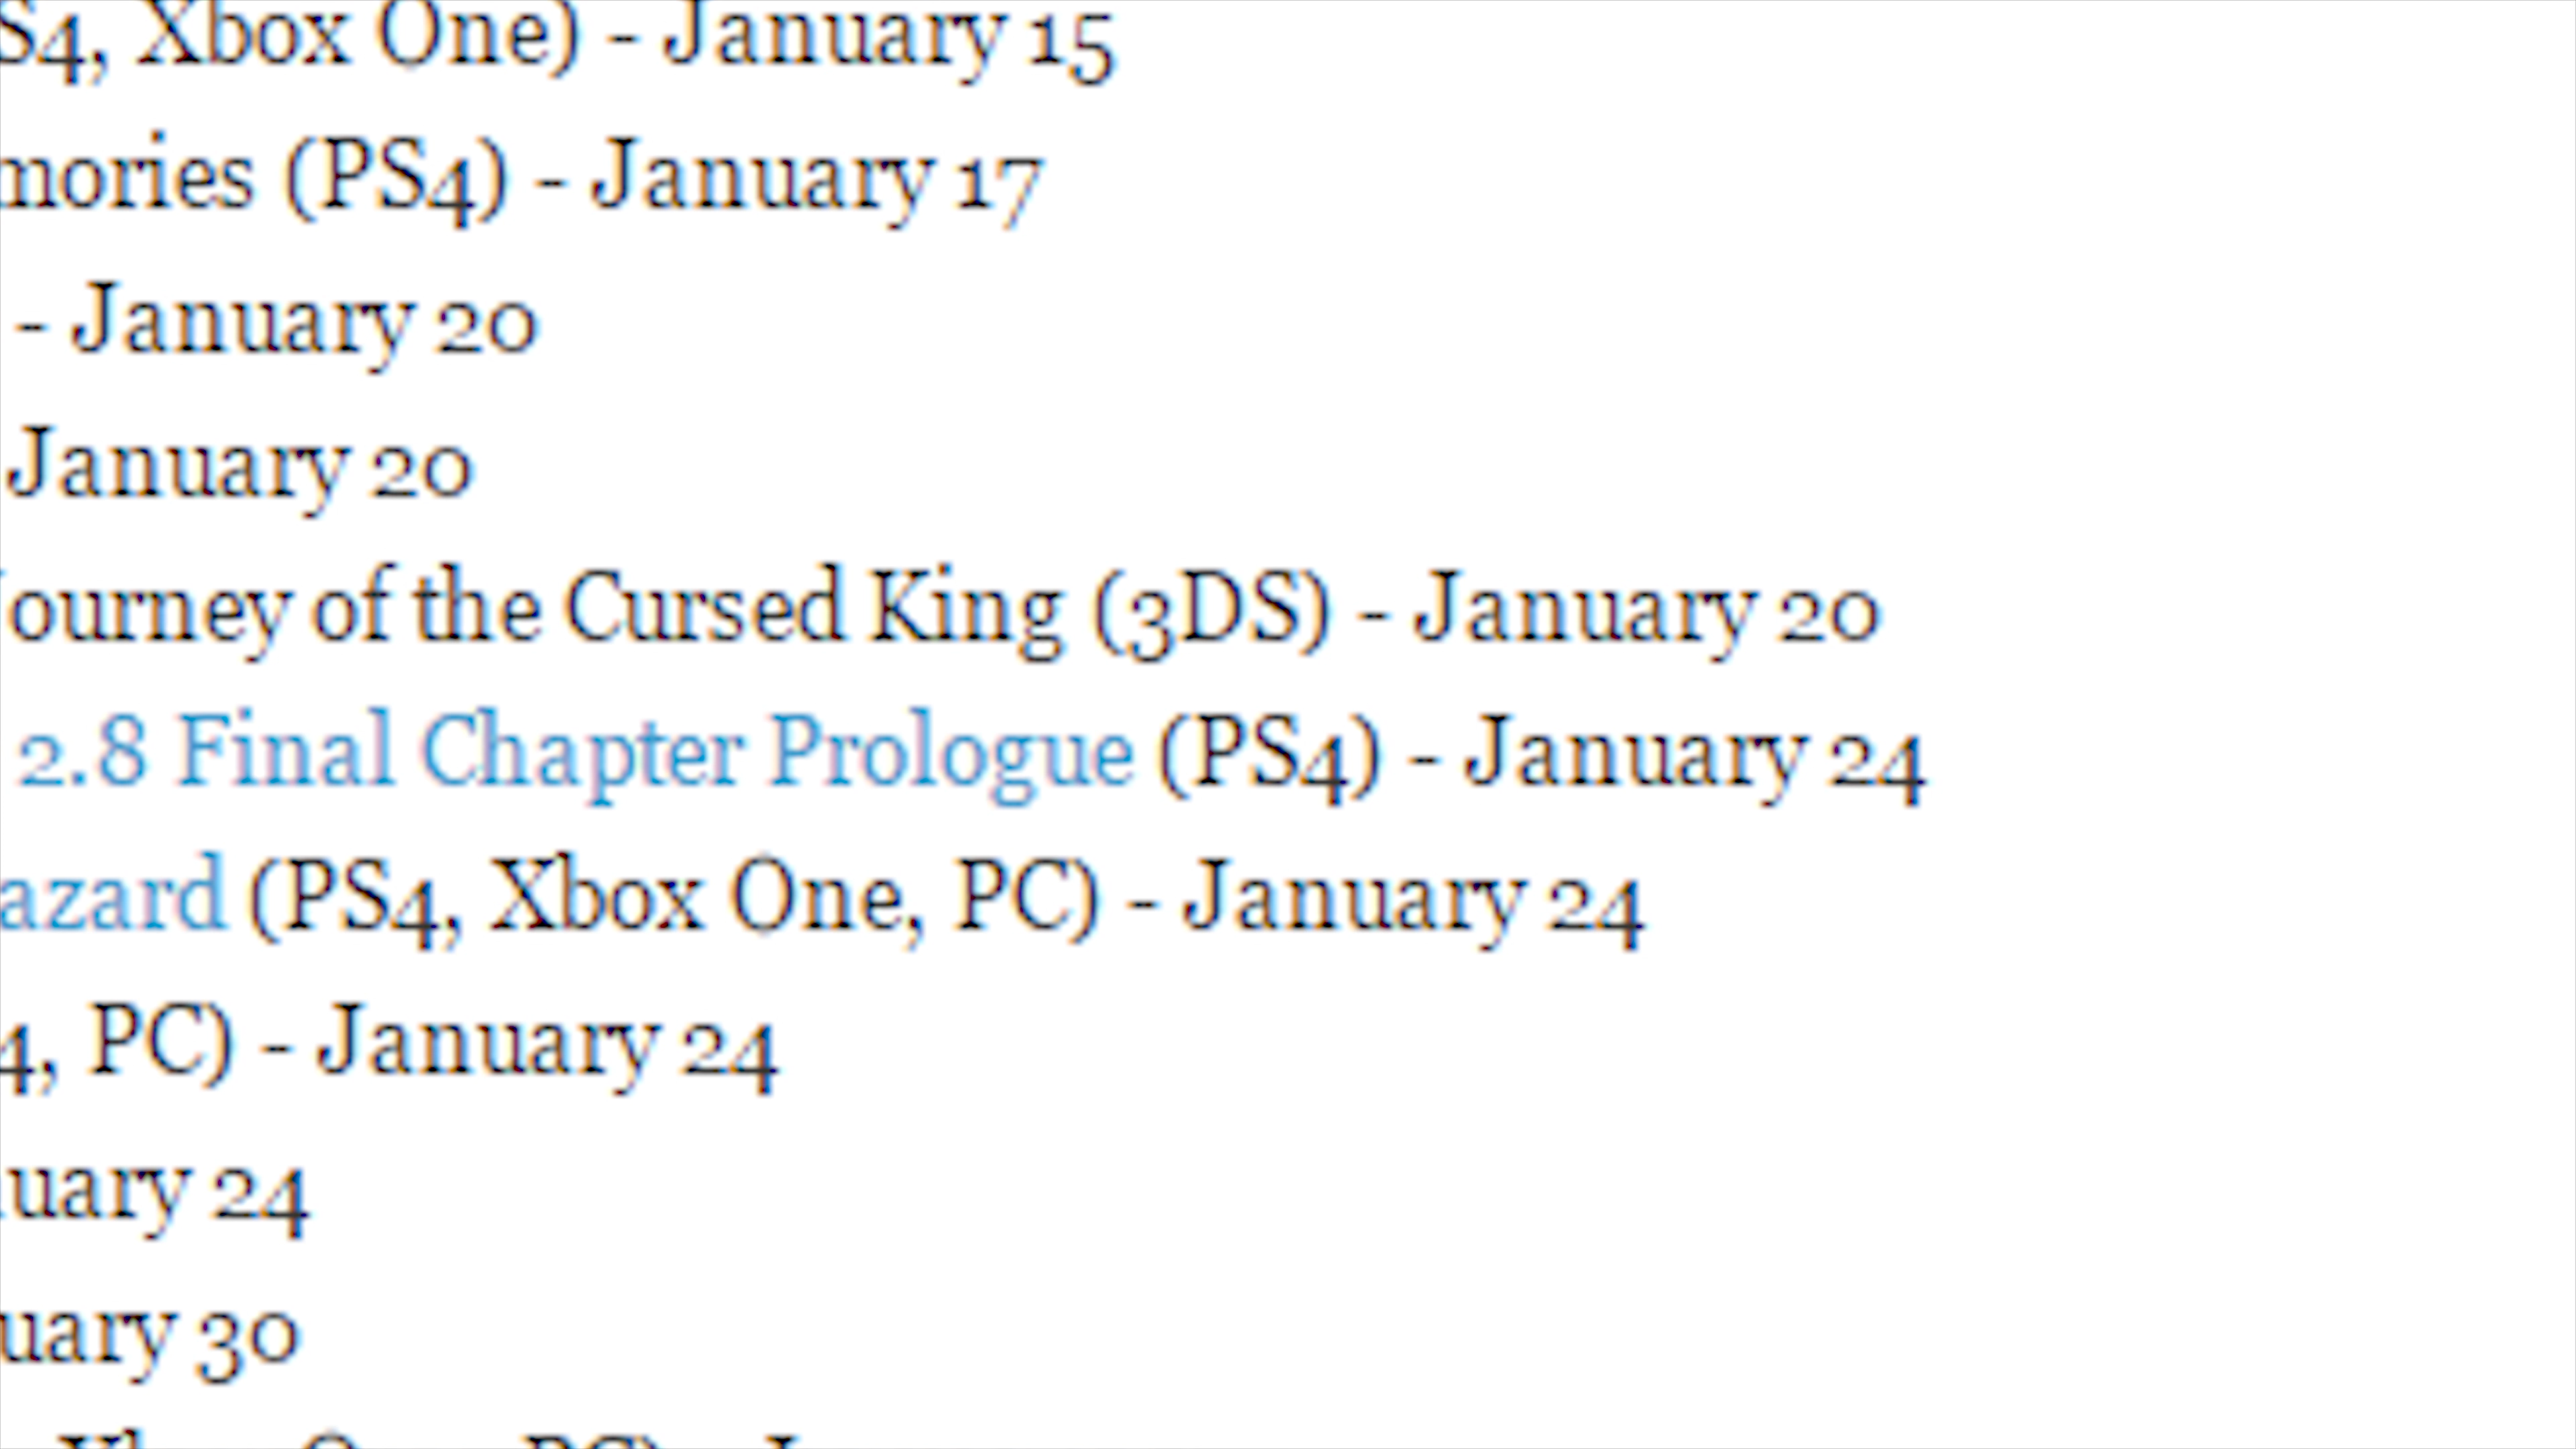 S4, Xbox One) - January 15
mories (PS4) - January 17
- January 20
January 20
ourney of the Cursed King (3DS) - January 20
2.8 Final Chapter Prologue (PS4) - January 24
azard (PS4, Xbox One, PC) - January 24
4, PC) - January 24
uary 24
uary 30